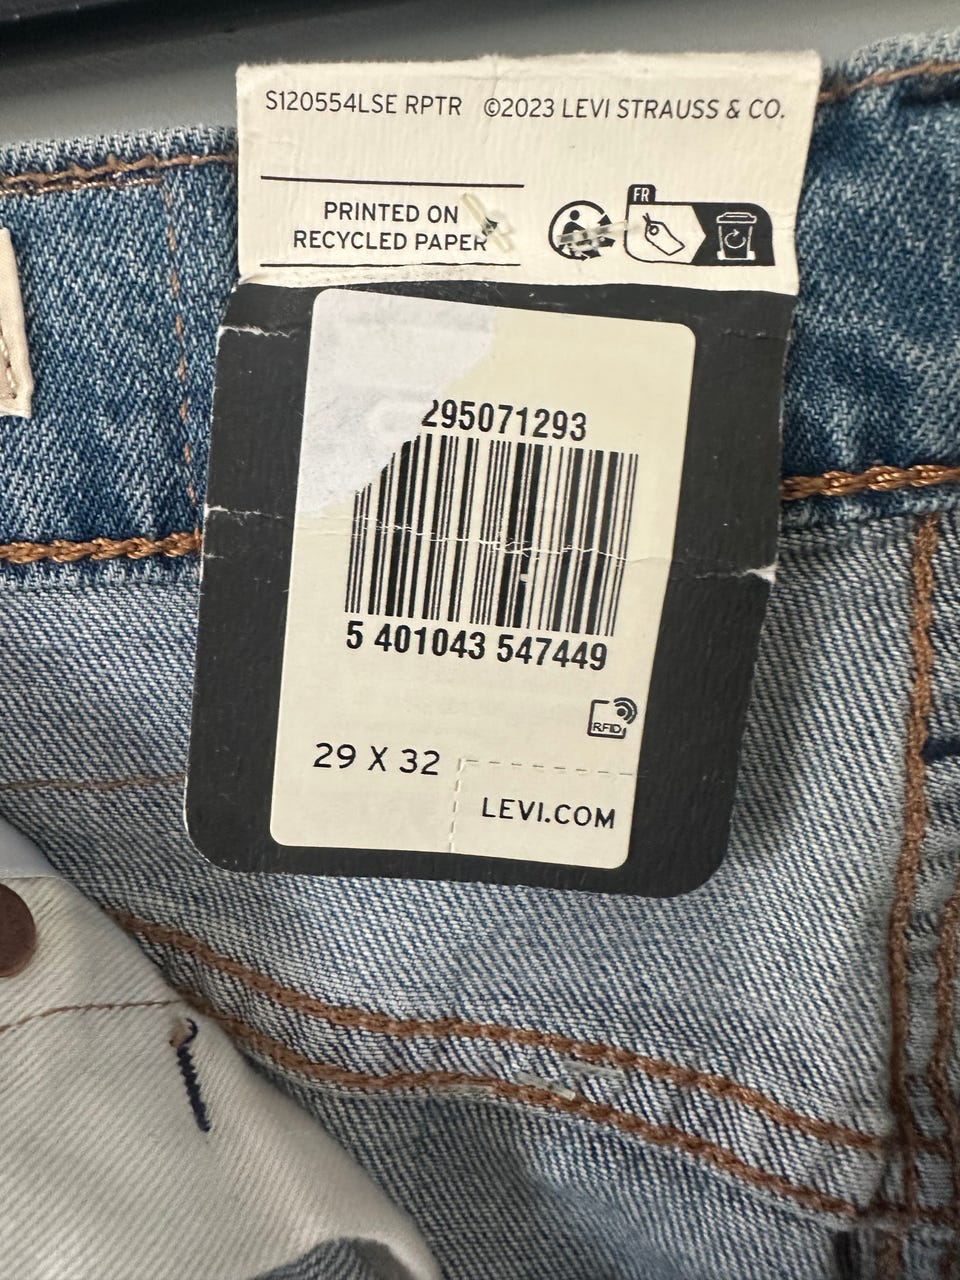 S120554LSE RPTR ©2023 LEVI STRAUSS & CO.
PRINTED ON
RECYCLED PAPER
FR
295071293
5 401043 547449
RFID
29 X 32
LEVI.COM